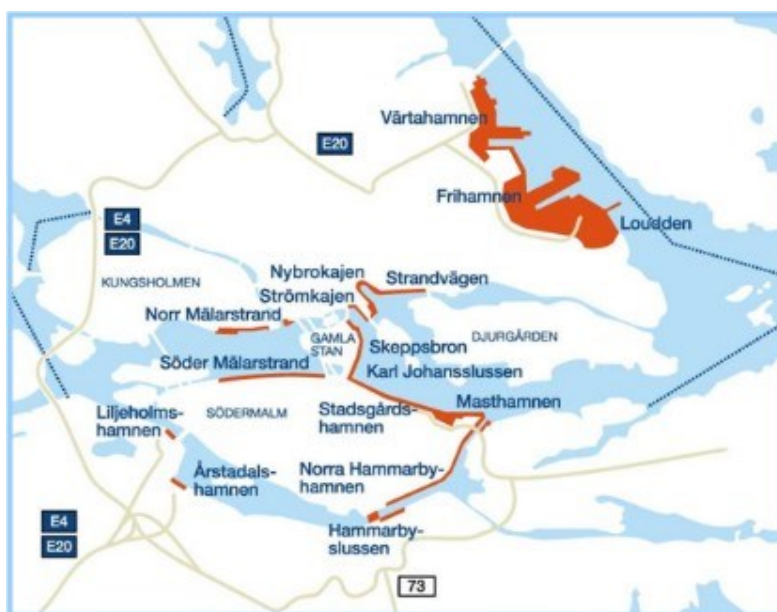 Värtahamnen
E20
Frihamnen
Loudden
E4
E20
KUNGSHOLMEN
Nybrokajen
Strandvägen
Strömkajen
Norr Mälarstrand
GAMLA
STAN
Skeppsbron
DJURGÅRDEN
Söder Mälarstrand
Karl Johansslussen
Liljeholms-
hamnen
SÖDERMALM
Stadsgårds-
hamnen
Masthamnen
Årstadals-
hamnen
Norra Hammarby-
hamnen
E4
E20
Hammarby-
slussen
73